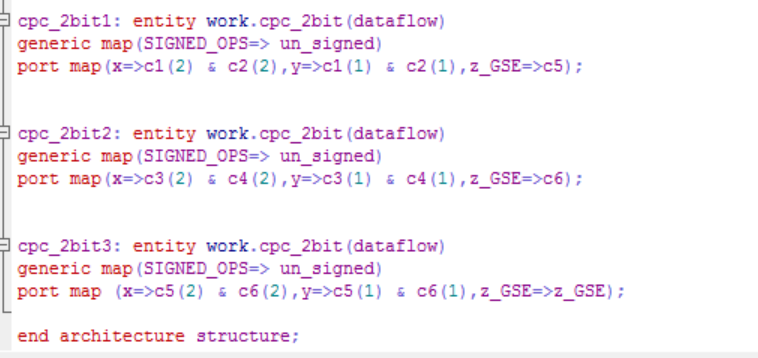 cpc_2bit1: entity work.cpc_2bit(dataflow)
generic map(SIGNED_OPS=> un_signed)
port map(x=>c1(2) & c2(2),y=>c1(1) & c2(1),z_GSE=>c5);
cpc_2bit2: entity work.cpc_2bit(dataflow)
generic map(SIGNED_OPS=> un_signed)
port map(x=>c3(2) & c4(2),y=>c3(1) & c4(1),z_GSE=>c6);
cpc_2bit3: entity work.cpc_2bit(dataflow)
generic map(SIGNED_OPS=> un_signed)
port map (x=>c5(2) & c6(2),y=>c5(1) & c6(1),z_GSE=>z_GSE);
end architecture structure;